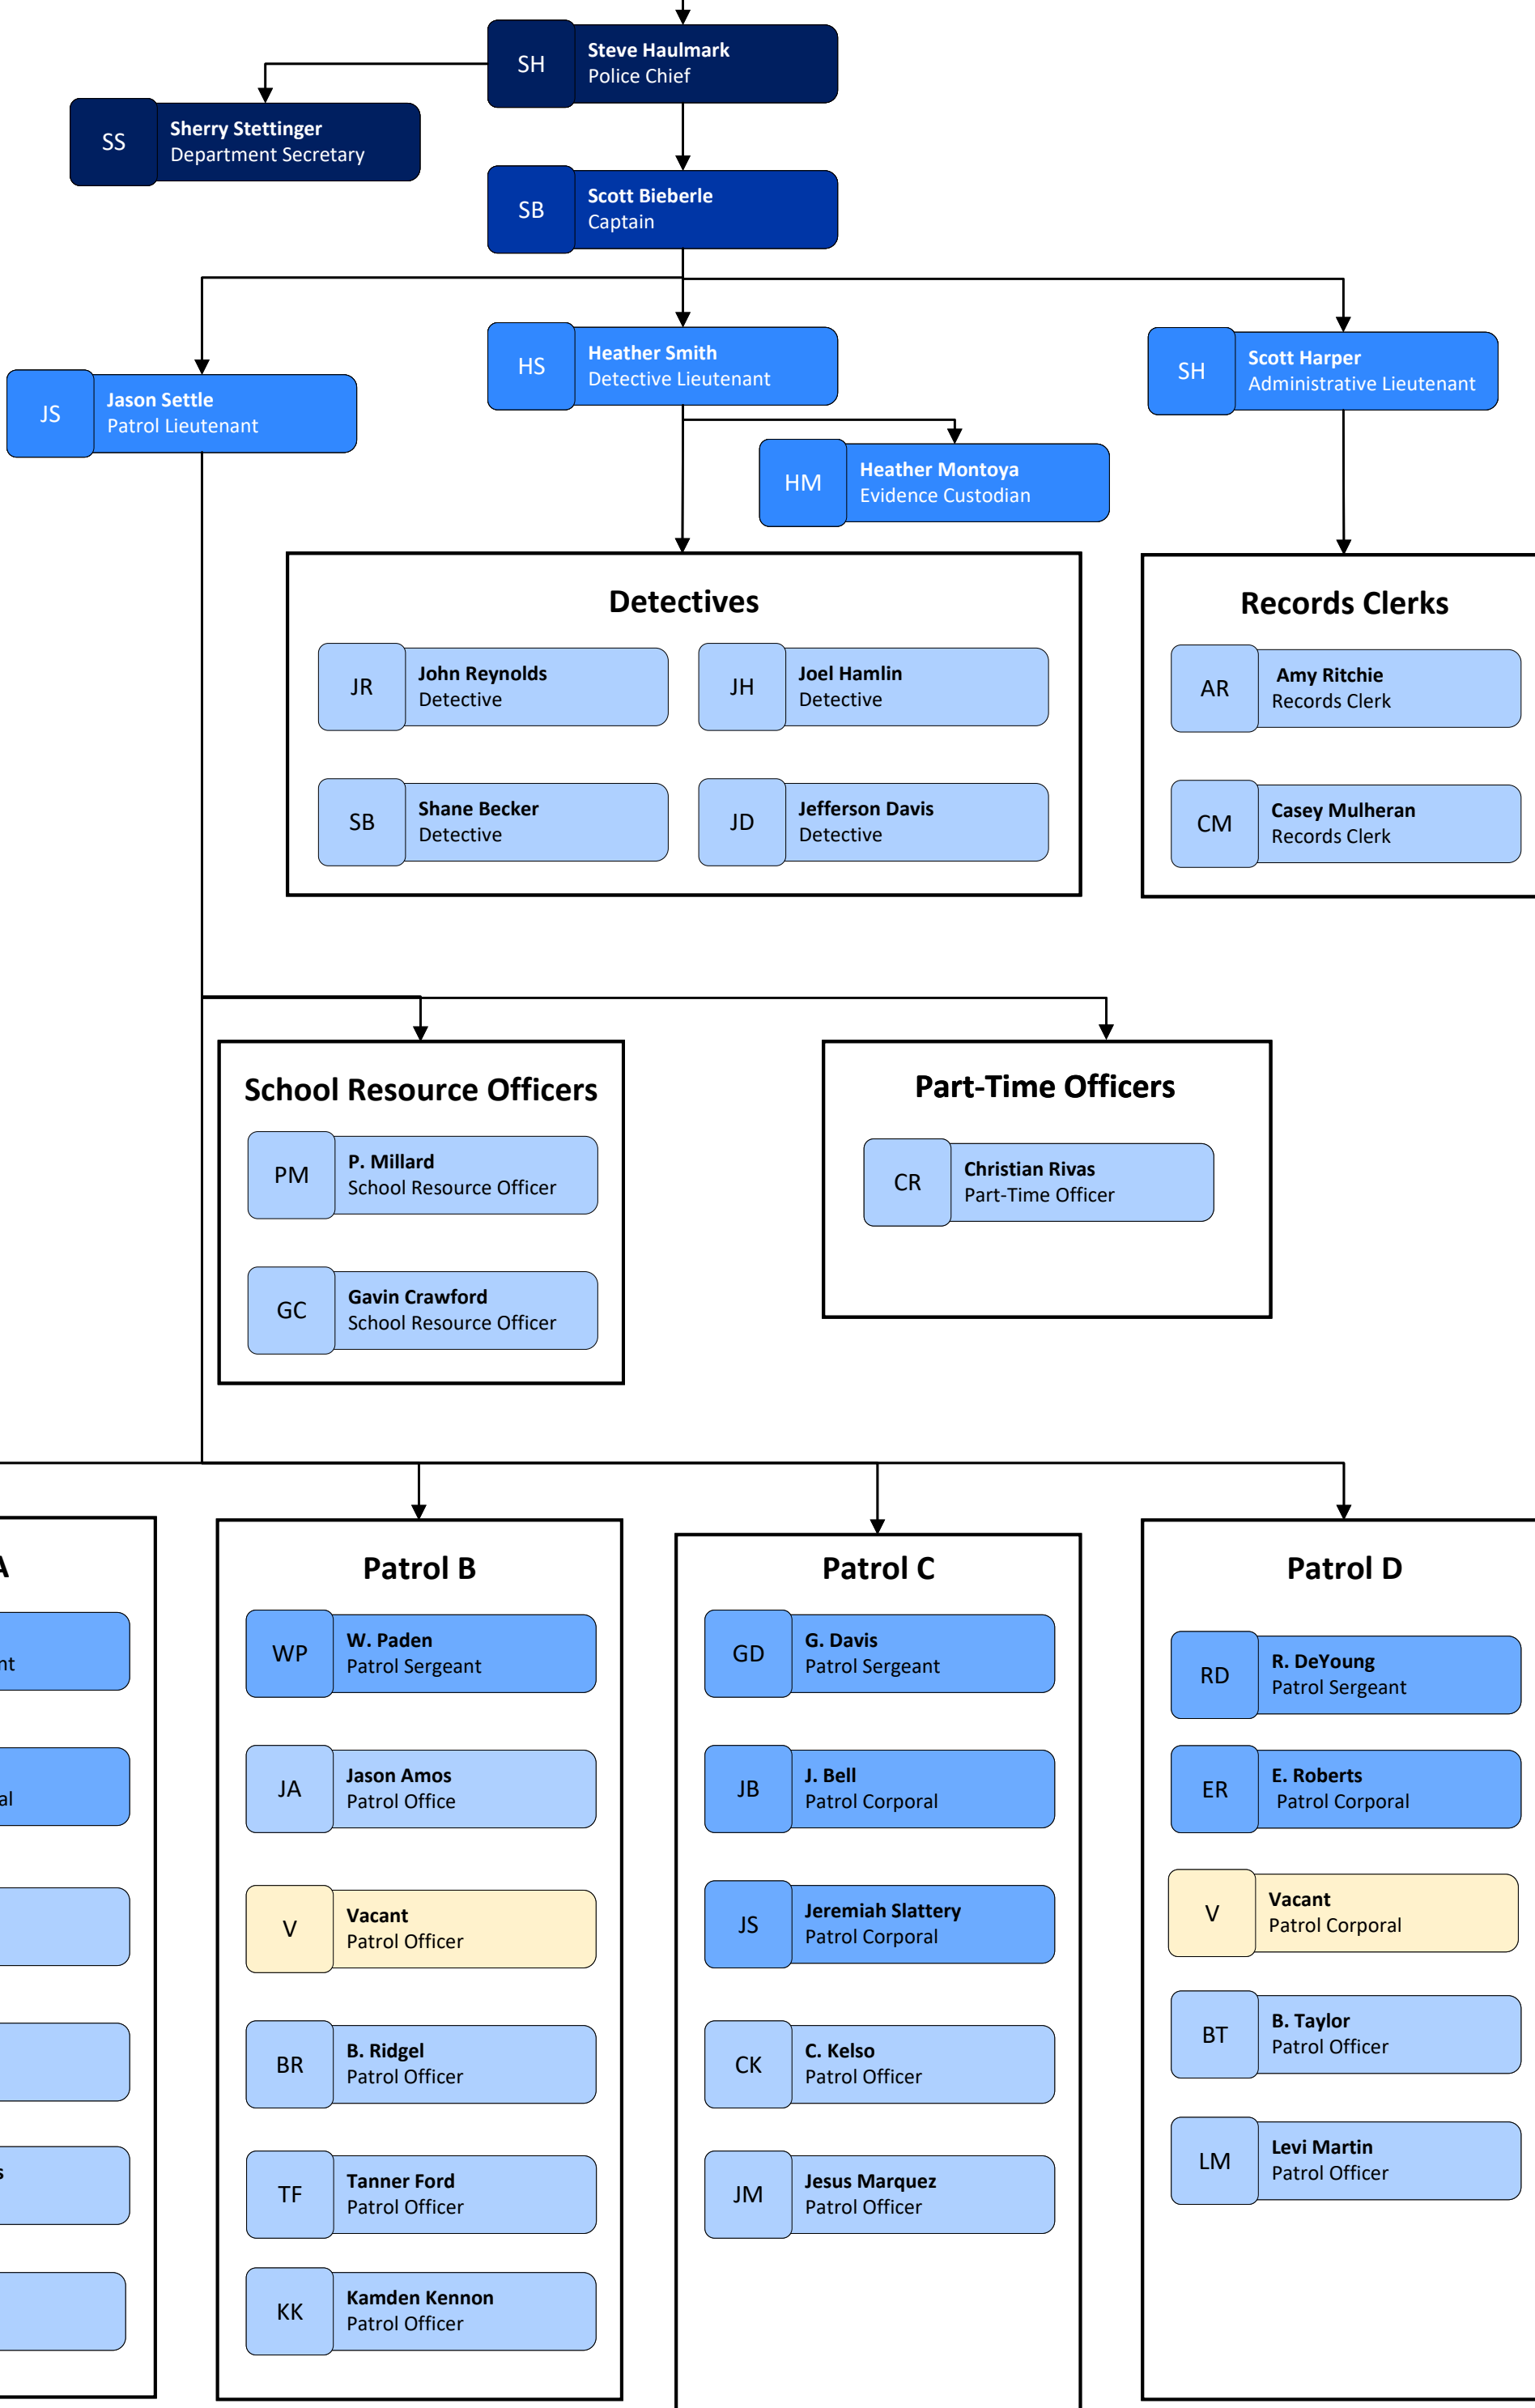 SH
Steve Haulmark
Police Chief
SS
Sherry Stettinger
Department Secretary
SB
Scott Bieberle
Captain
JS
Jason Settle
Patrol Lieutenant
HS
Heather Smith
Detective Lieutenant
SH
Scott Harper
Administrative Lieutenant
HM
Heather Montoya
Evidence Custodian
Detectives
JR
John Reynolds
Detective
JH
Joel Hamlin
Detective
SB
Shane Becker
Detective
JD
Jefferson Davis
Detective
Records Clerks
AR
Amy Ritchie
Records Clerk
CM
Casey Mulheran
Records Clerk
School Resource Officers
PM
P. Millard
School Resource Officer
GC
Gavin Crawford
School Resource Officer
Part-Time Officers
CR
Christian Rivas
Part-Time Officer
A
nt
al
s
Patrol B
WP
W. Paden
Patrol Sergeant
JA
Jason Amos
Patrol Office
V
Vacant
Patrol Officer
BR
B. Ridgel
Patrol Officer
TF
Tanner Ford
Patrol Officer
KK
Kamden Kennon
Patrol Officer
Patrol C
GD
G. Davis
Patrol Sergeant
JB
J. Bell
Patrol Corporal
JS
Jeremiah Slattery
Patrol Corporal
CK
C. Kelso
Patrol Officer
JM
Jesus Marquez
Patrol Officer
Patrol D
RD
R. DeYoung
Patrol Sergeant
ER
E. Roberts
Patrol Corporal
V
Vacant
Patrol Corporal
BT
B. Taylor
Patrol Officer
LM
Levi Martin
Patrol Officer